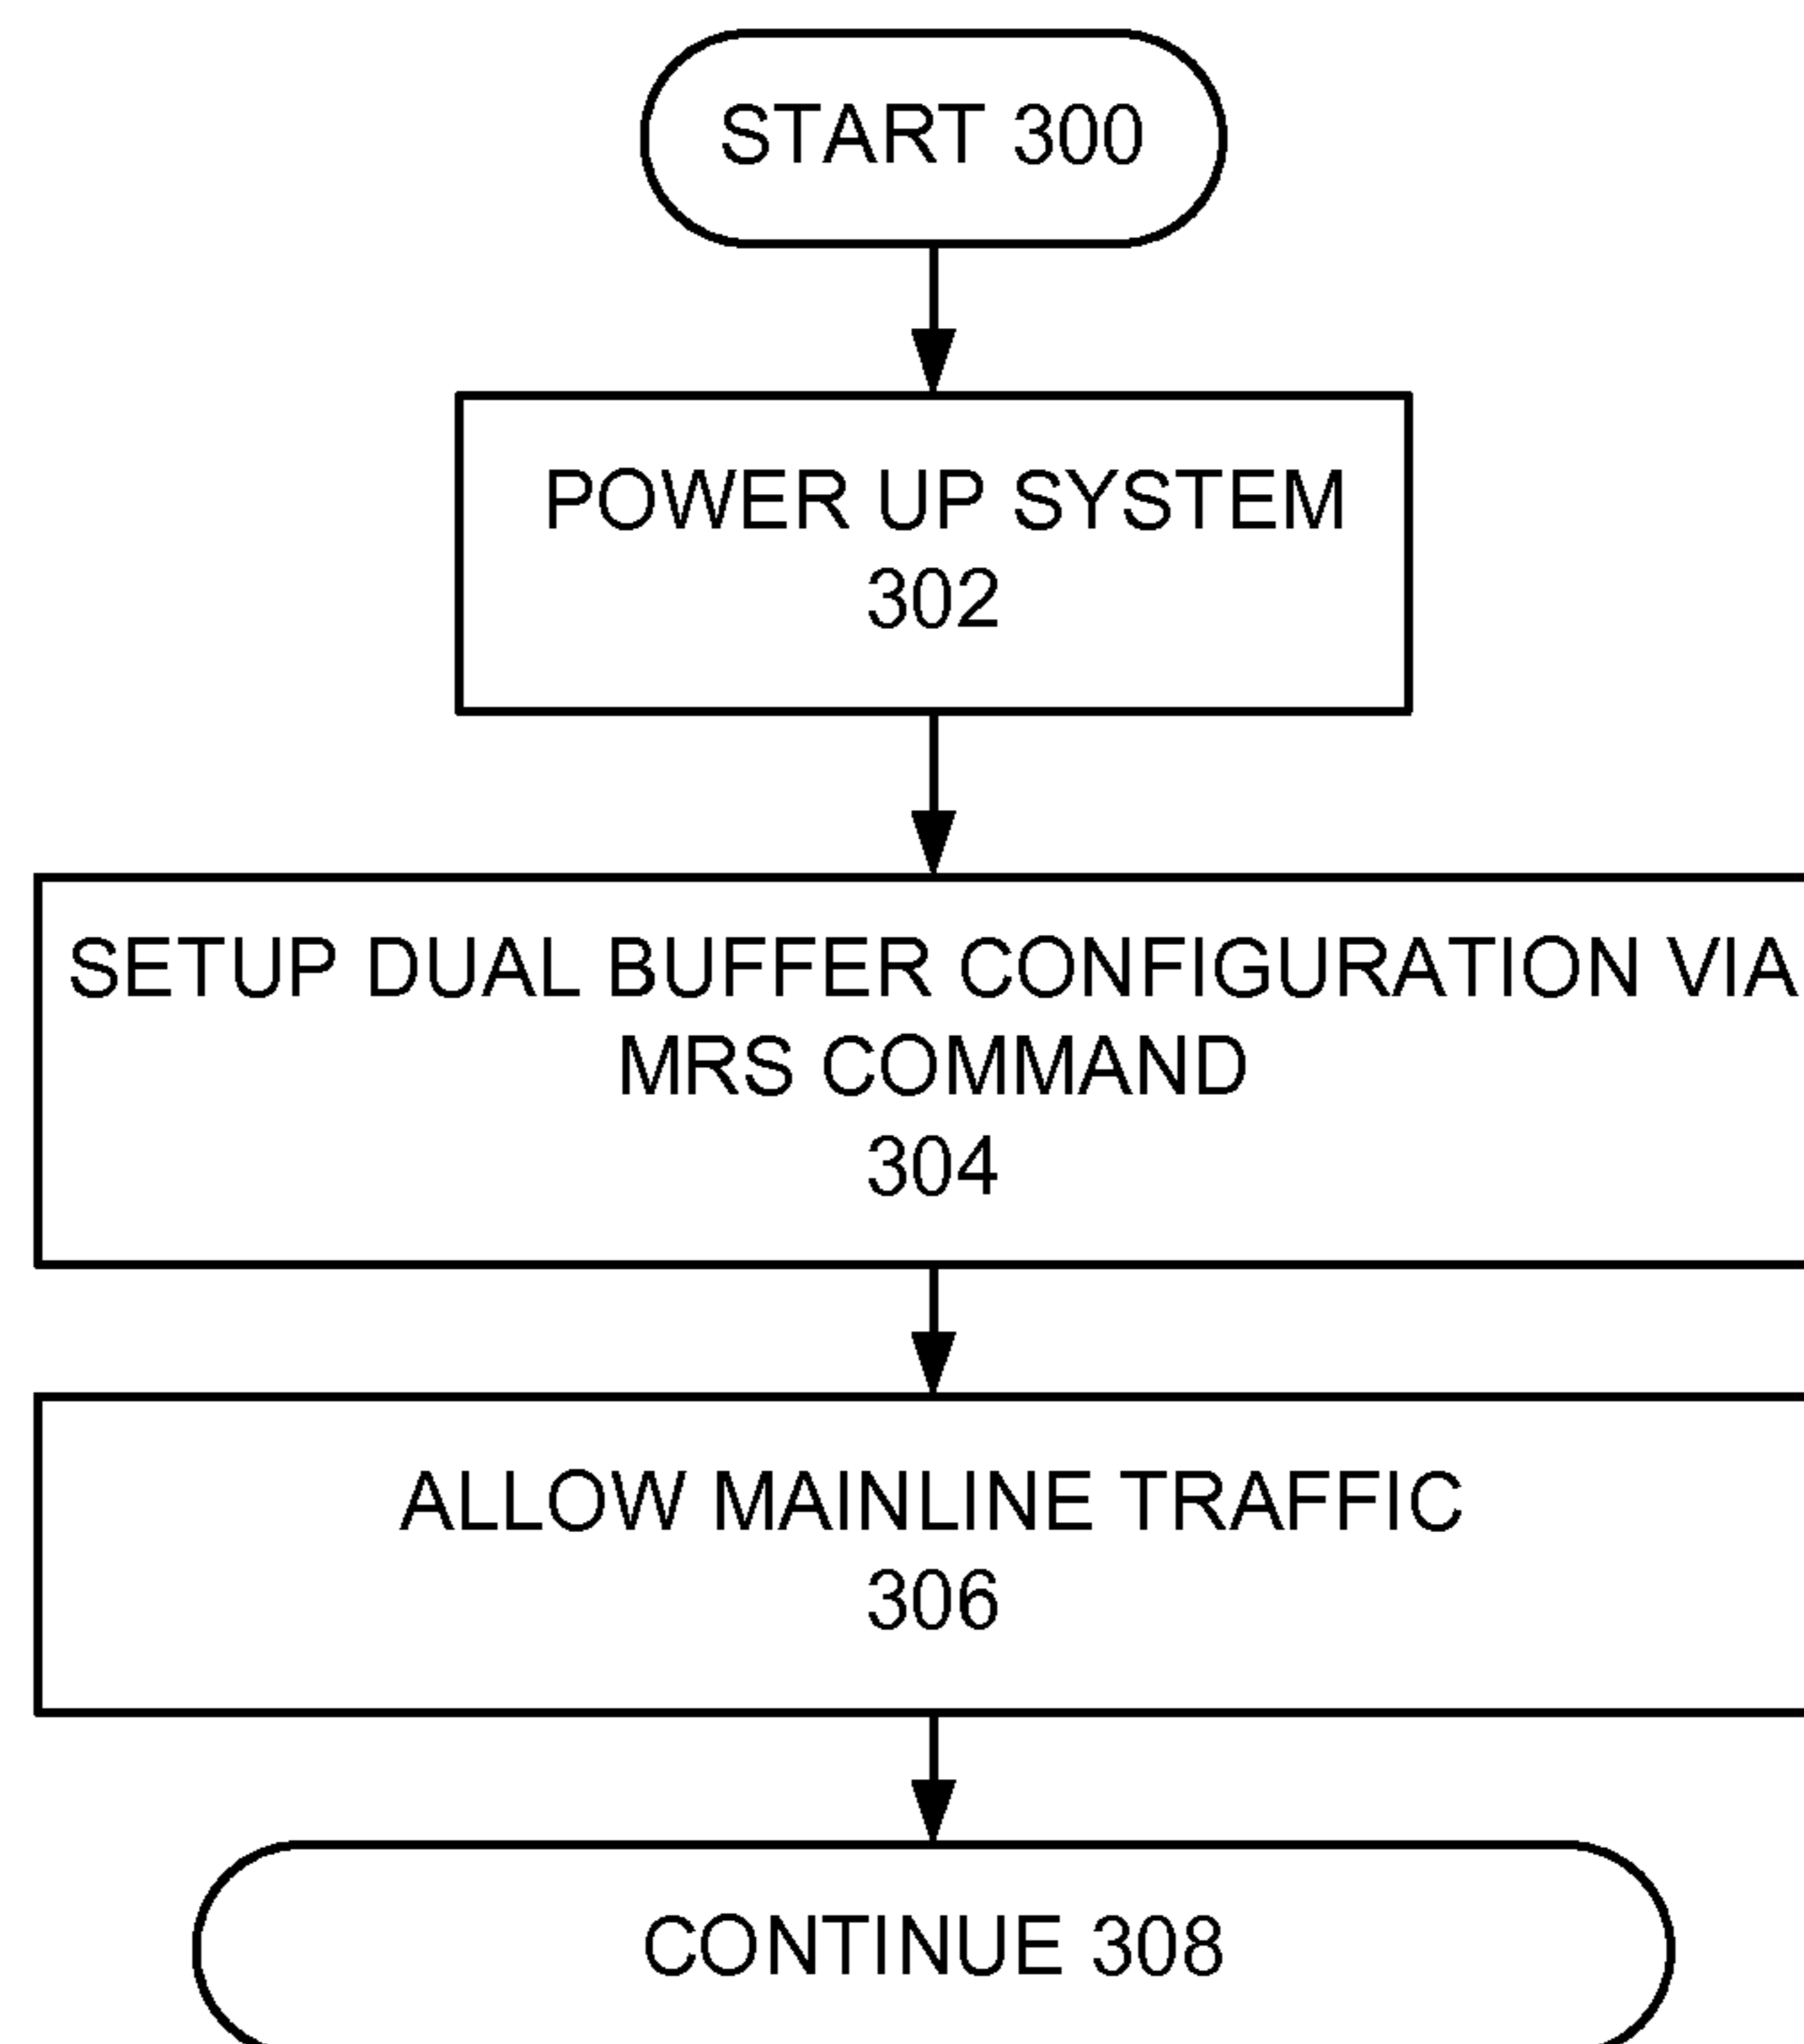 START 300
POWER UP SYSTEM
302
SETUP DUAL BUFFER CONFIGURATION VIA
MRS COMMAND
304
ALLOW MAINLINE TRAFFIC
306
CONTINUE 308